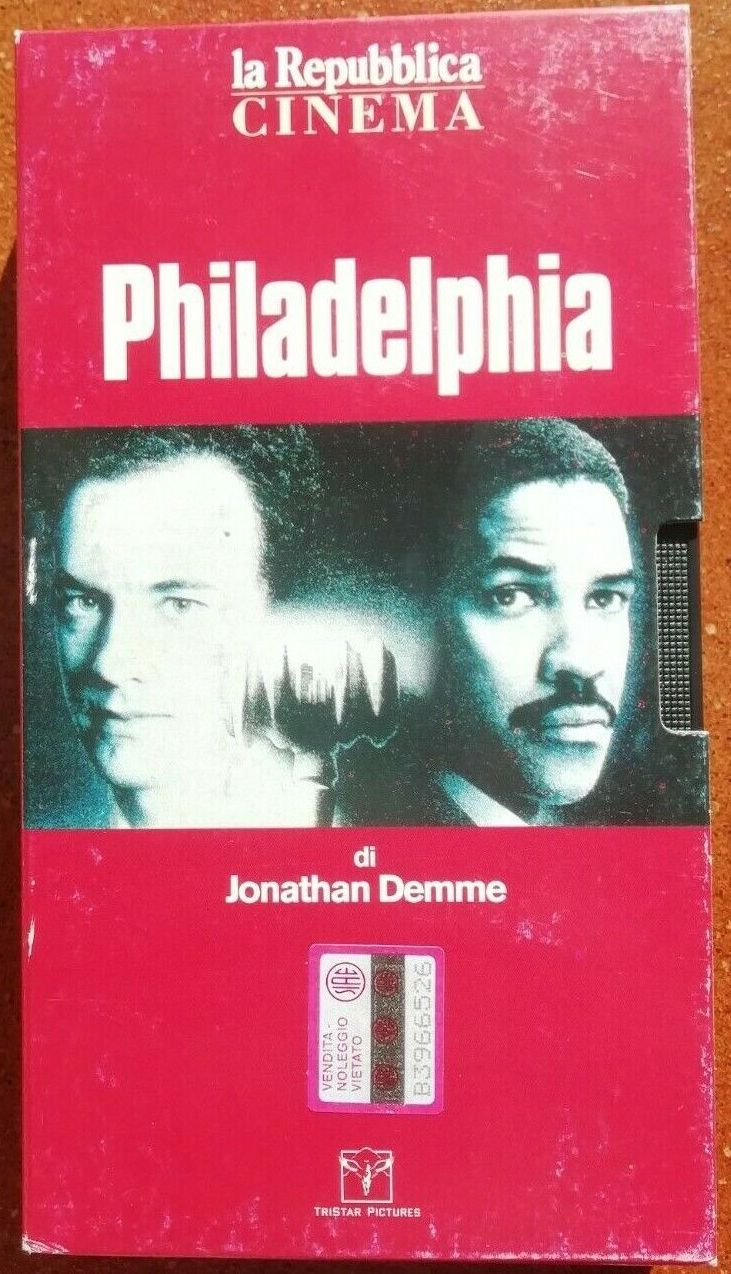 la Repubblica
CINEMA
Philadelphia
di
Jonathan Demme
SIAE
VENDITA -
NOLEGGIO
VIETATO
B3966526
TRISTAR PICTURES